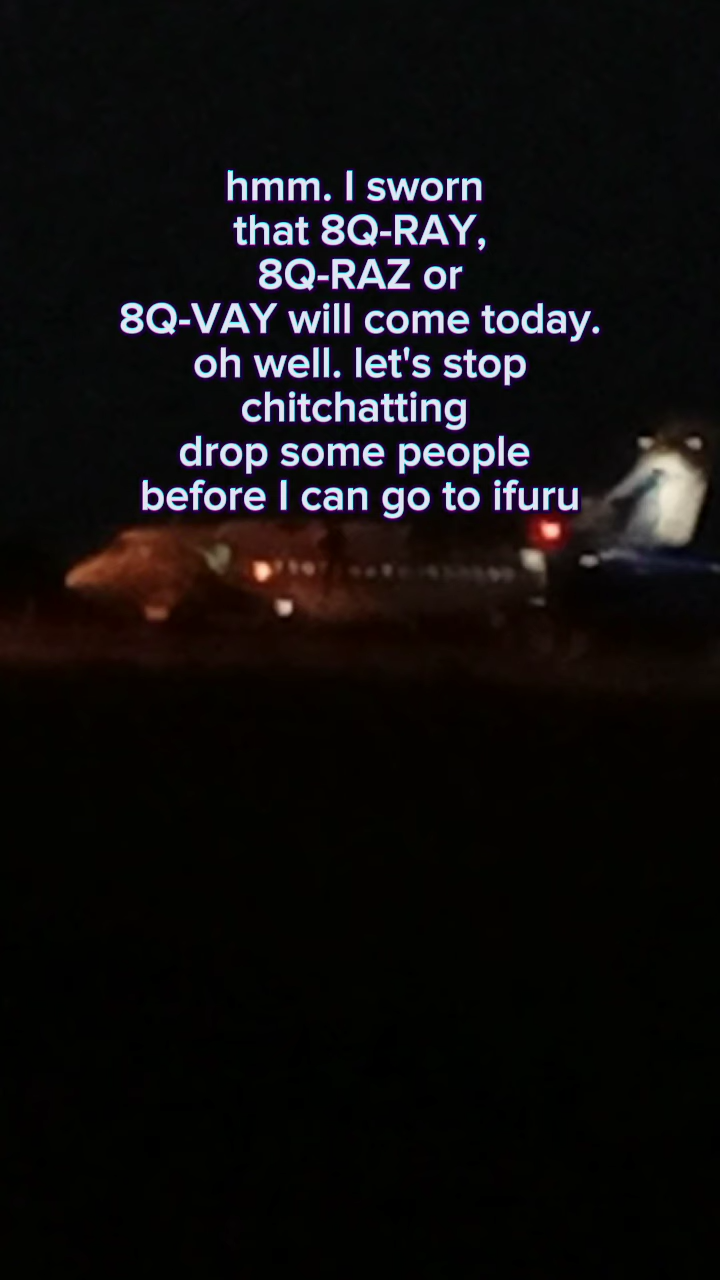 hmm. I sworn
that 8Q-RAY,
8Q-RAZ or
8Q-VAY will come today.
oh well. let's stop
chitchatting
drop some people
before I can go to ifuru